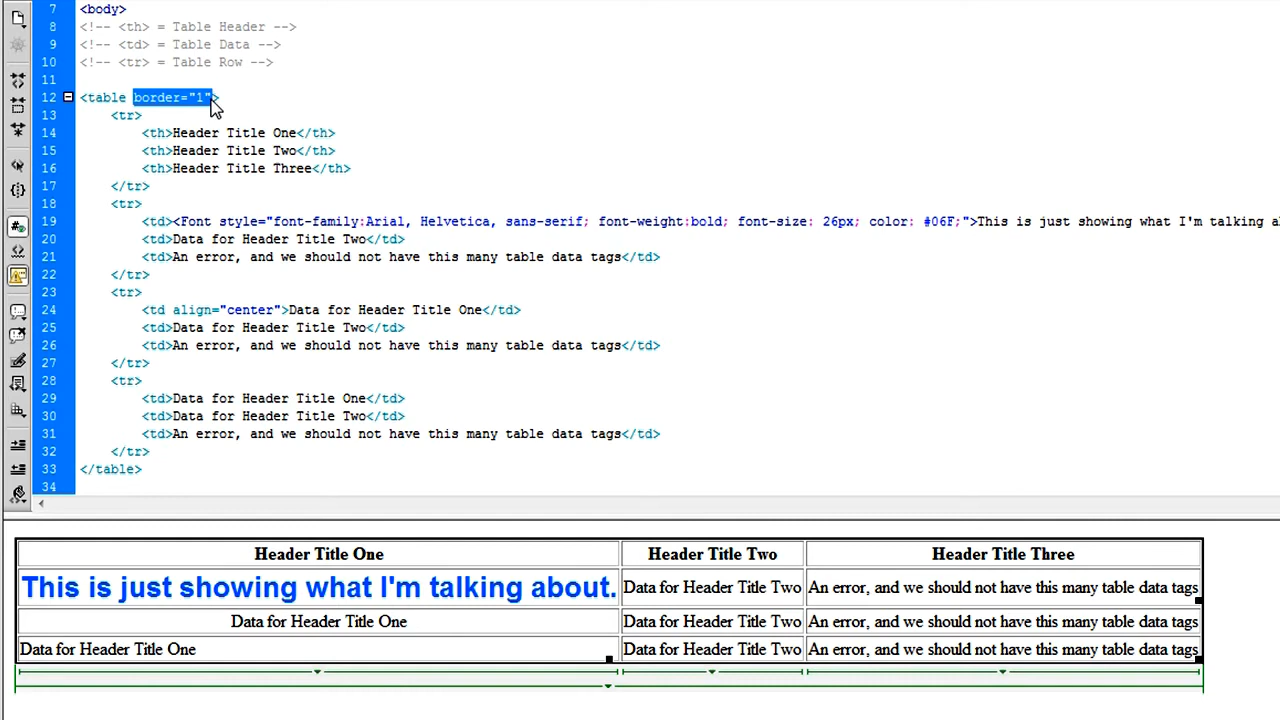 7 <body>
8 <!-- <th> = Table Header -->
9 <!-- <td> = Table Data -->
10 <!-- <tr> = Table Row -->
11
12 <table border="1">
13 <tr>
14 <th>Header Title One</th>
15 <th>Header Title Two</th>
16 <th>Header Title Three</th>
17 </tr>
18 <tr>
19 <td><Font style="font-family:Arial, Helvetica, sans-serif; font-weight:bold; font-size: 26px; color: #06F;">This is just showing what I'm talking
20 <td>Data for Header Title Two</td>
21 <td>An error, and we should not have this many table data tags</td>
22 </tr>
23 <tr>
24 <td align="center">Data for Header Title One</td>
25 <td>Data for Header Title Two</td>
26 <td>An error, and we should not have this many table data tags</td>
27 </tr>
28 <tr>
29 <td>Data for Header Title One</td>
30 <td>Data for Header Title Two</td>
31 <td>An error, and we should not have this many table data tags</td>
32 </tr>
33 </table>
34
Header Title One Header Title Two Header Title Three
This is just showing what I'm talking about. Data for Header Title Two An error, and we should not have this many table data tags
Data for Header Title One Data for Header Title Two An error, and we should not have this many table data tags
Data for Header Title One Data for Header Title Two An error, and we should not have this many table data tags